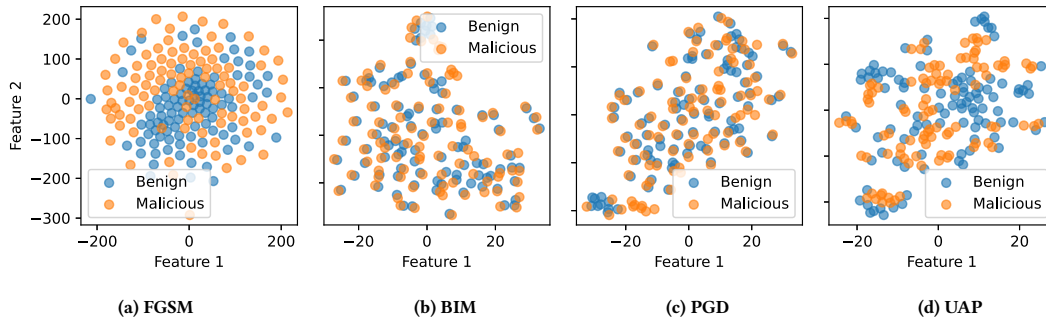 Feature 2
200
100
0
−100
−200
−300
Benign
Malicious
−200 0 200
Feature 1
(a) FGSM
Benign
Malicious
−20 0 20
Feature 1
(b) BIM
Benign
Malicious
−20 0 20
Feature 1
(c) PGD
Benign
Malicious
−20 0 20
Feature 1
(d) UAP